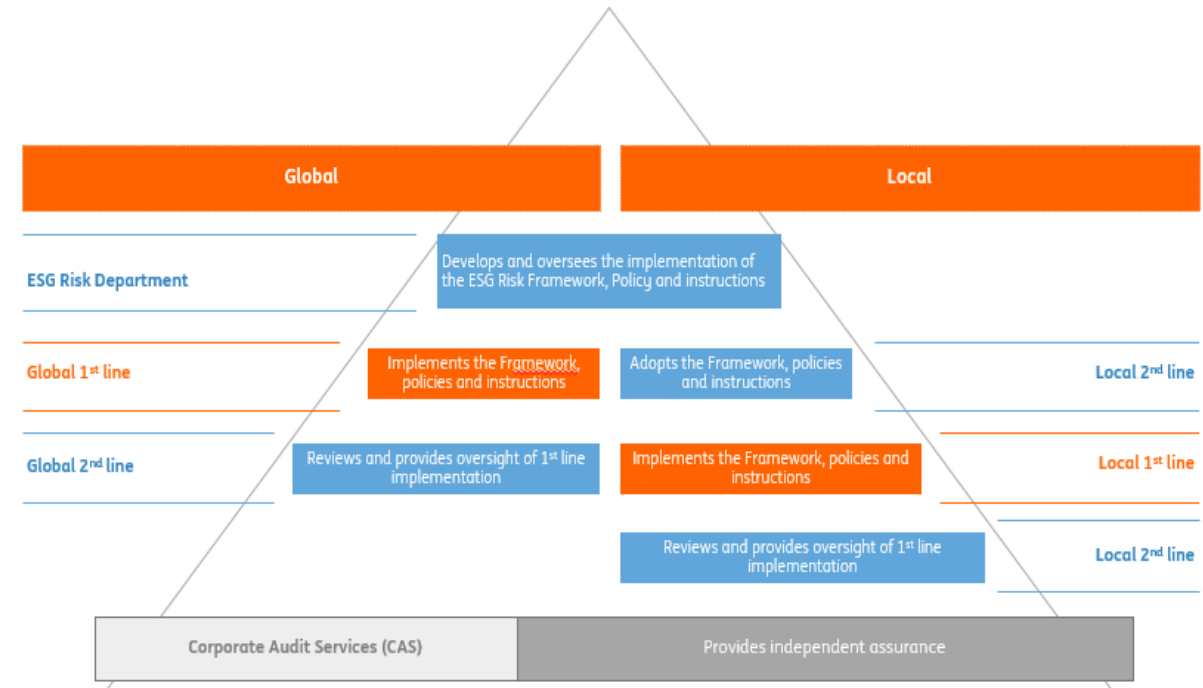 Global
Local
ESG Risk Department
Develops and oversees the implementation of
the ESG Risk Framework, Policy and instructions
Global 1st line
Implements the Framework,
policies and instructions
Adopts the Framework, policies
and instructions
Local 2nd line
Global 2nd line
Reviews and provides oversight of 1st line
implementation
Implements the Framework, policies and
instructions
Local 1st line
Reviews and provides oversight of 1st line
implementation
Local 2nd line
Corporate Audit Services (CAS)
Provides independent assurance